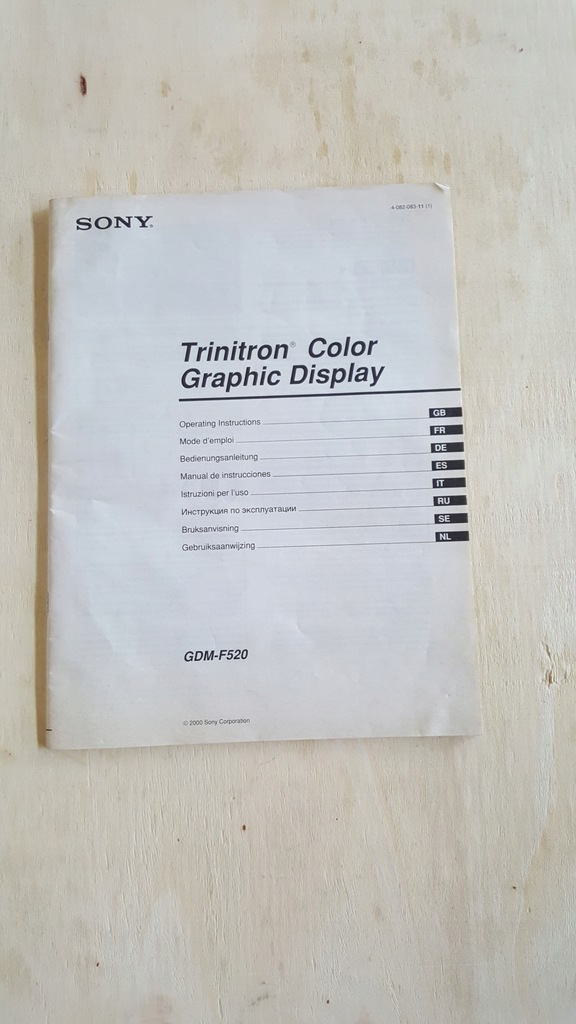 SONY®
4-082-083-11 (1)
Trinitron® Color
Graphic Display
Operating Instructions GB
Mode d'emploi FR
Bedienungsanleitung DE
Manual de instrucciones ES
Istruzioni per l'uso IT
Инструкция по эксплуатации RU
Bruksanvisning SE
Gebruiksaanwijzing NL
GDM-F520
© 2000 Sony Corporation